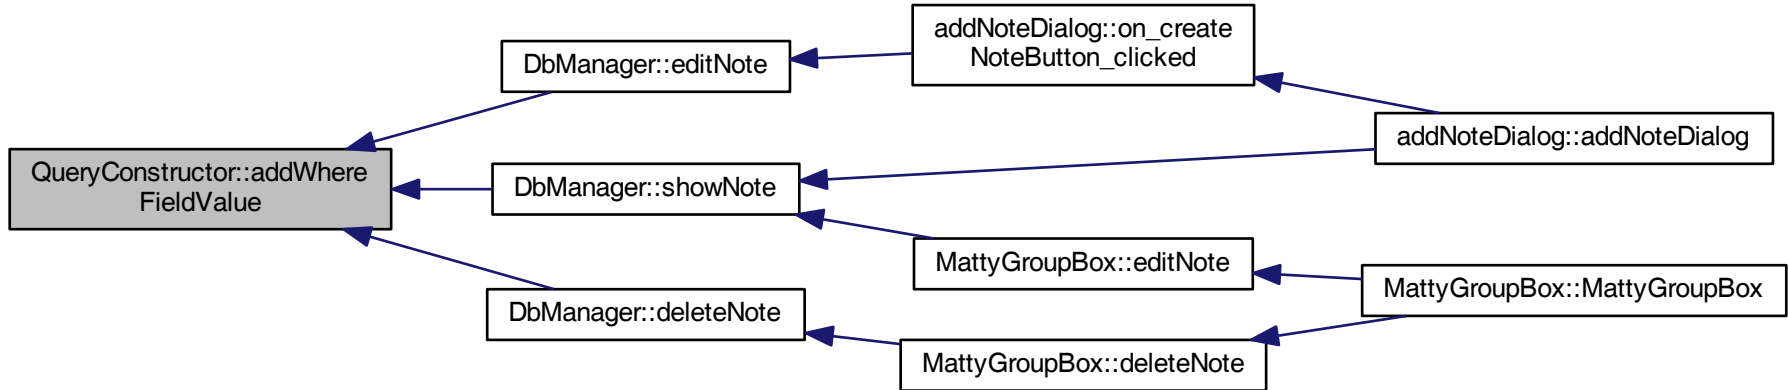 QueryConstructor::addWhere
FieldValue
DbManager::editNote
DbManager::showNote
DbManager::deleteNote
addNoteDialog::on_create
NoteButton_clicked
MattyGroupBox::editNote
MattyGroupBox::deleteNote
addNoteDialog::addNoteDialog
MattyGroupBox::MattyGroupBox